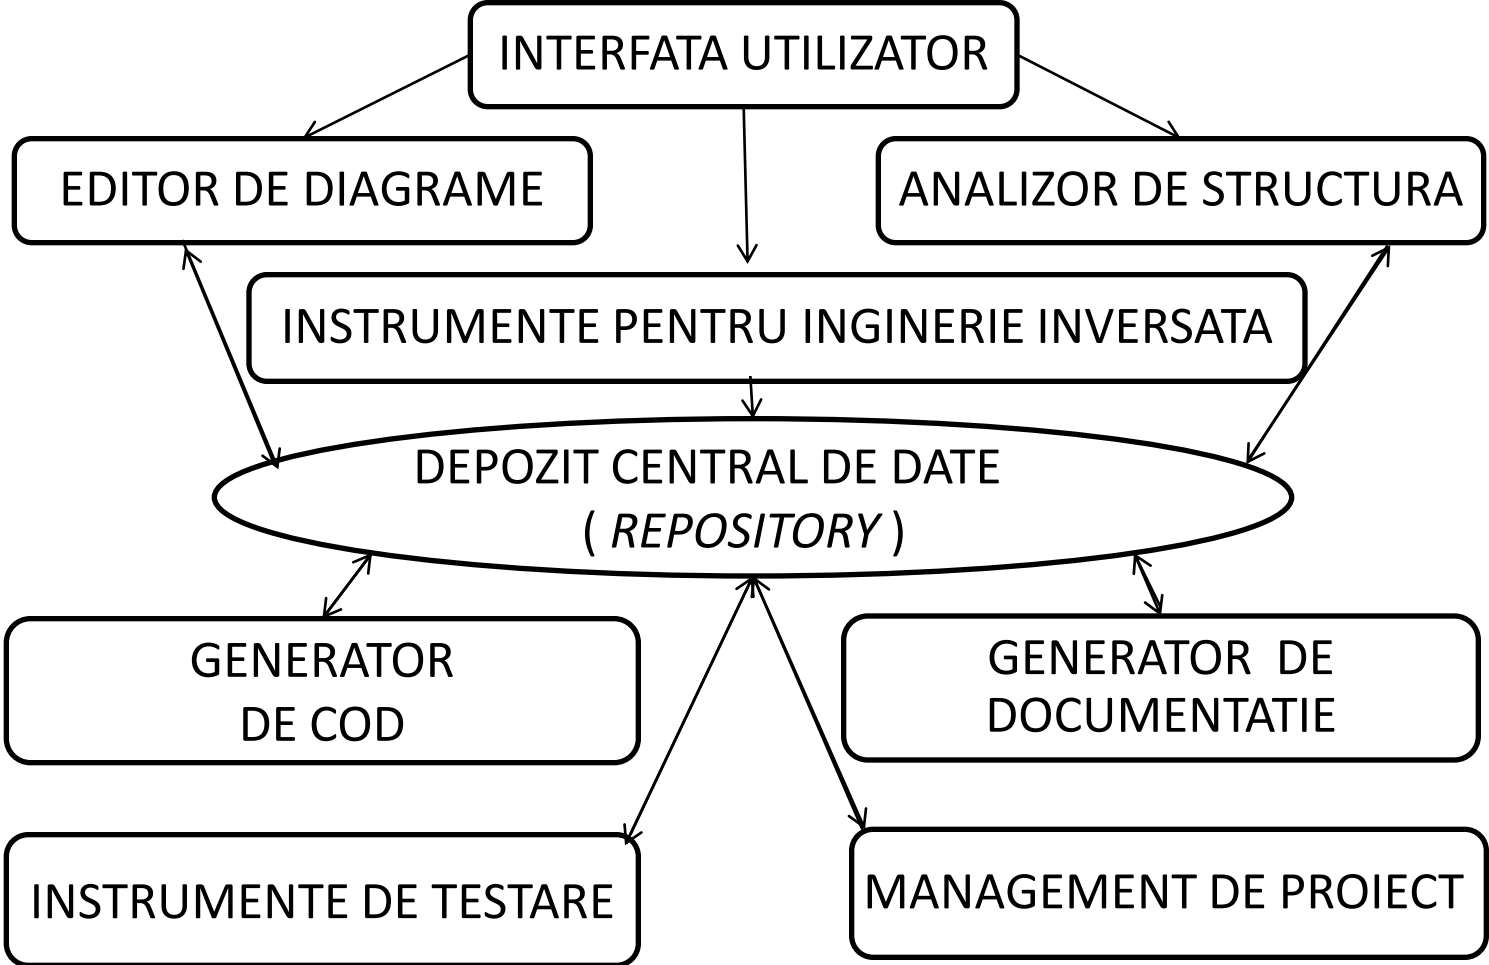 INTERFATA UTILIZATOR
EDITOR DE DIAGRAME
ANALIZOR DE STRUCTURA
INSTRUMENTE PENTRU INGINERIE INVERSATA
DEPOZIT CENTRAL DE DATE
( REPOSITORY )
GENERATOR
DE COD
GENERATOR DE
DOCUMENTATIE
INSTRUMENTE DE TESTARE
MANAGEMENT DE PROIECT